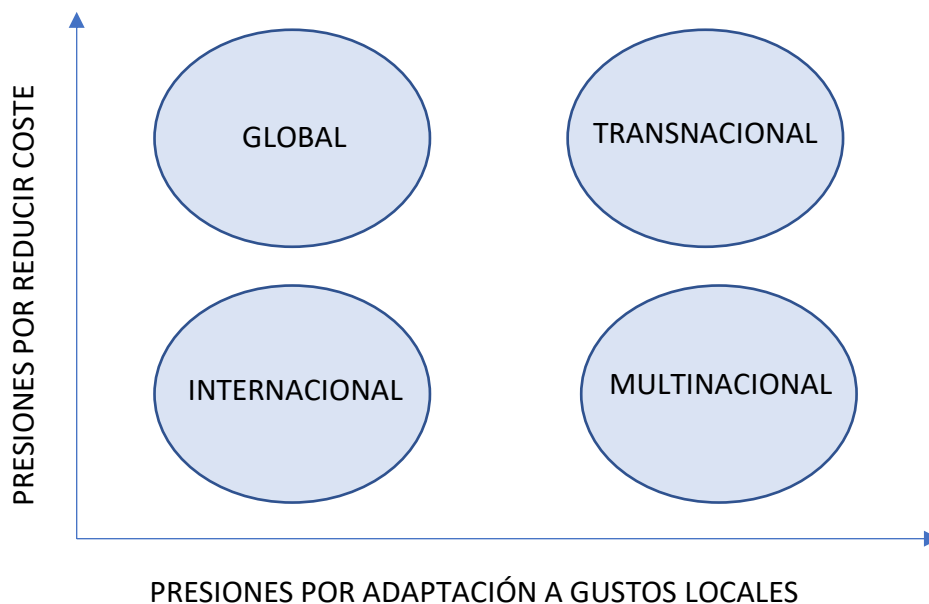 PRESIONES POR REDUCIR COSTE
GLOBAL
TRANSNACIONAL
INTERNACIONAL
MULTINACIONAL
PRESIONES POR ADAPTACIÓN A GUSTOS LOCALES